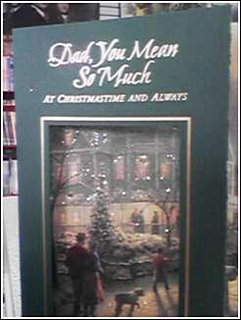 Dad, You Mean
So Much
AT CHRISTMASTIME AND ALWAYS